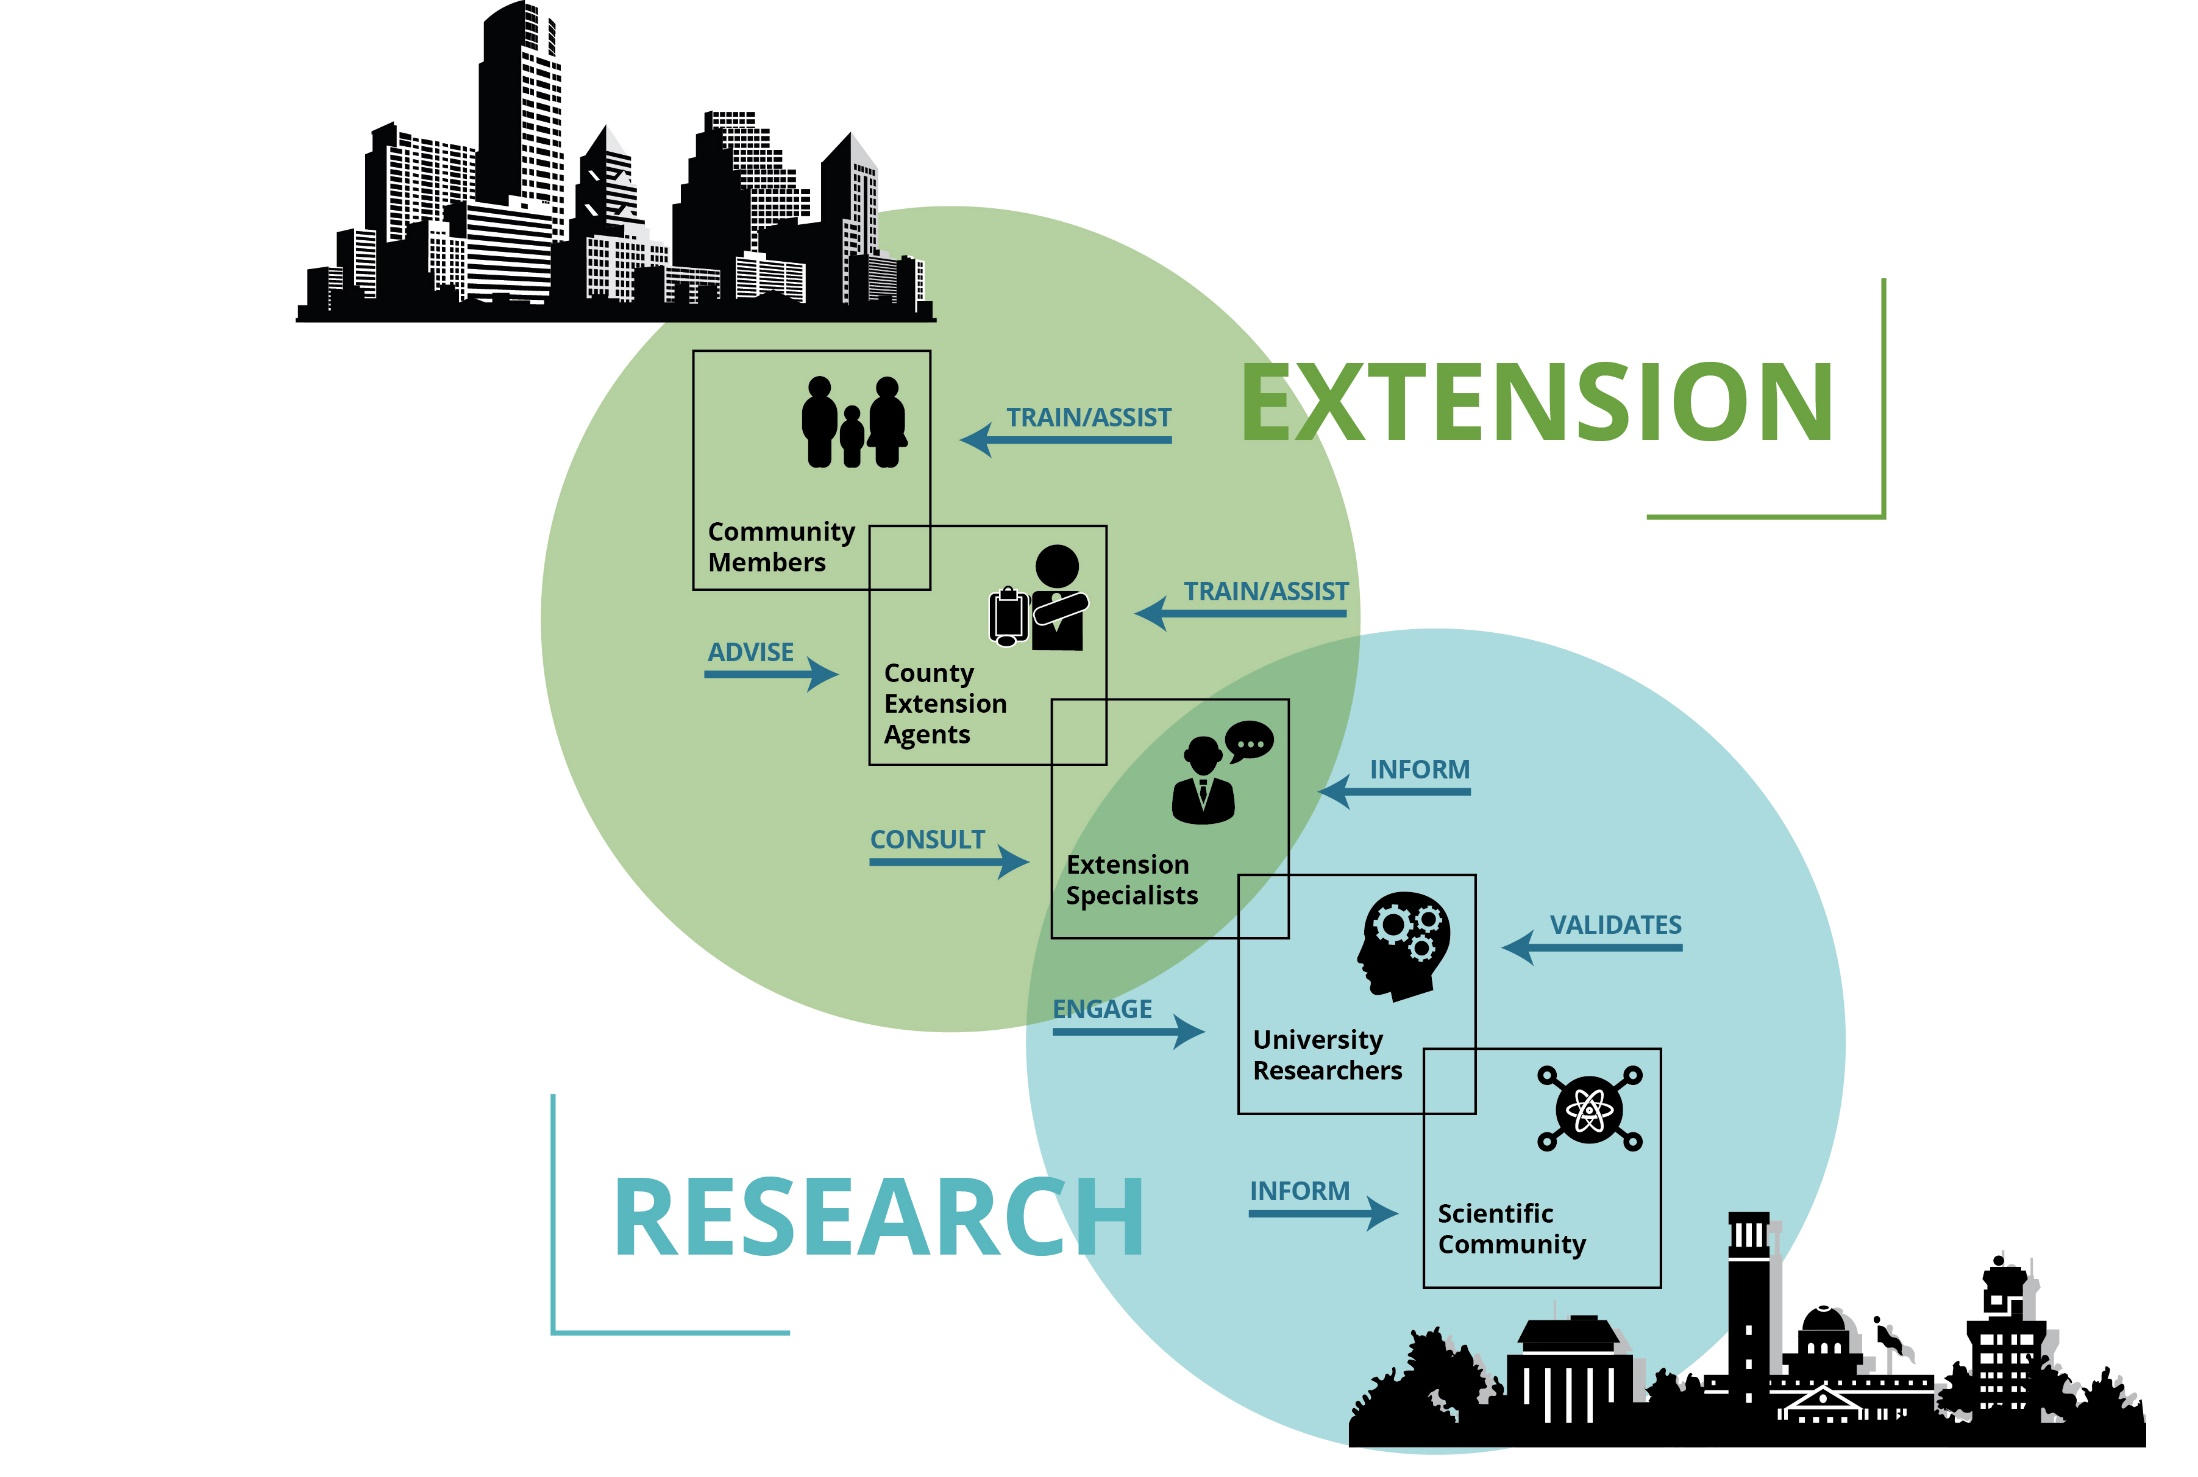 EXTENSION
TRAIN/ASSIST
Community
Members
TRAIN/ASSIST
ADVISE
County
Extension
Agents
INFORM
CONSULT
Extension
Specialists
VALIDATES
ENGAGE
University
Researchers
RESEARCH
INFORM
Scientific
Community